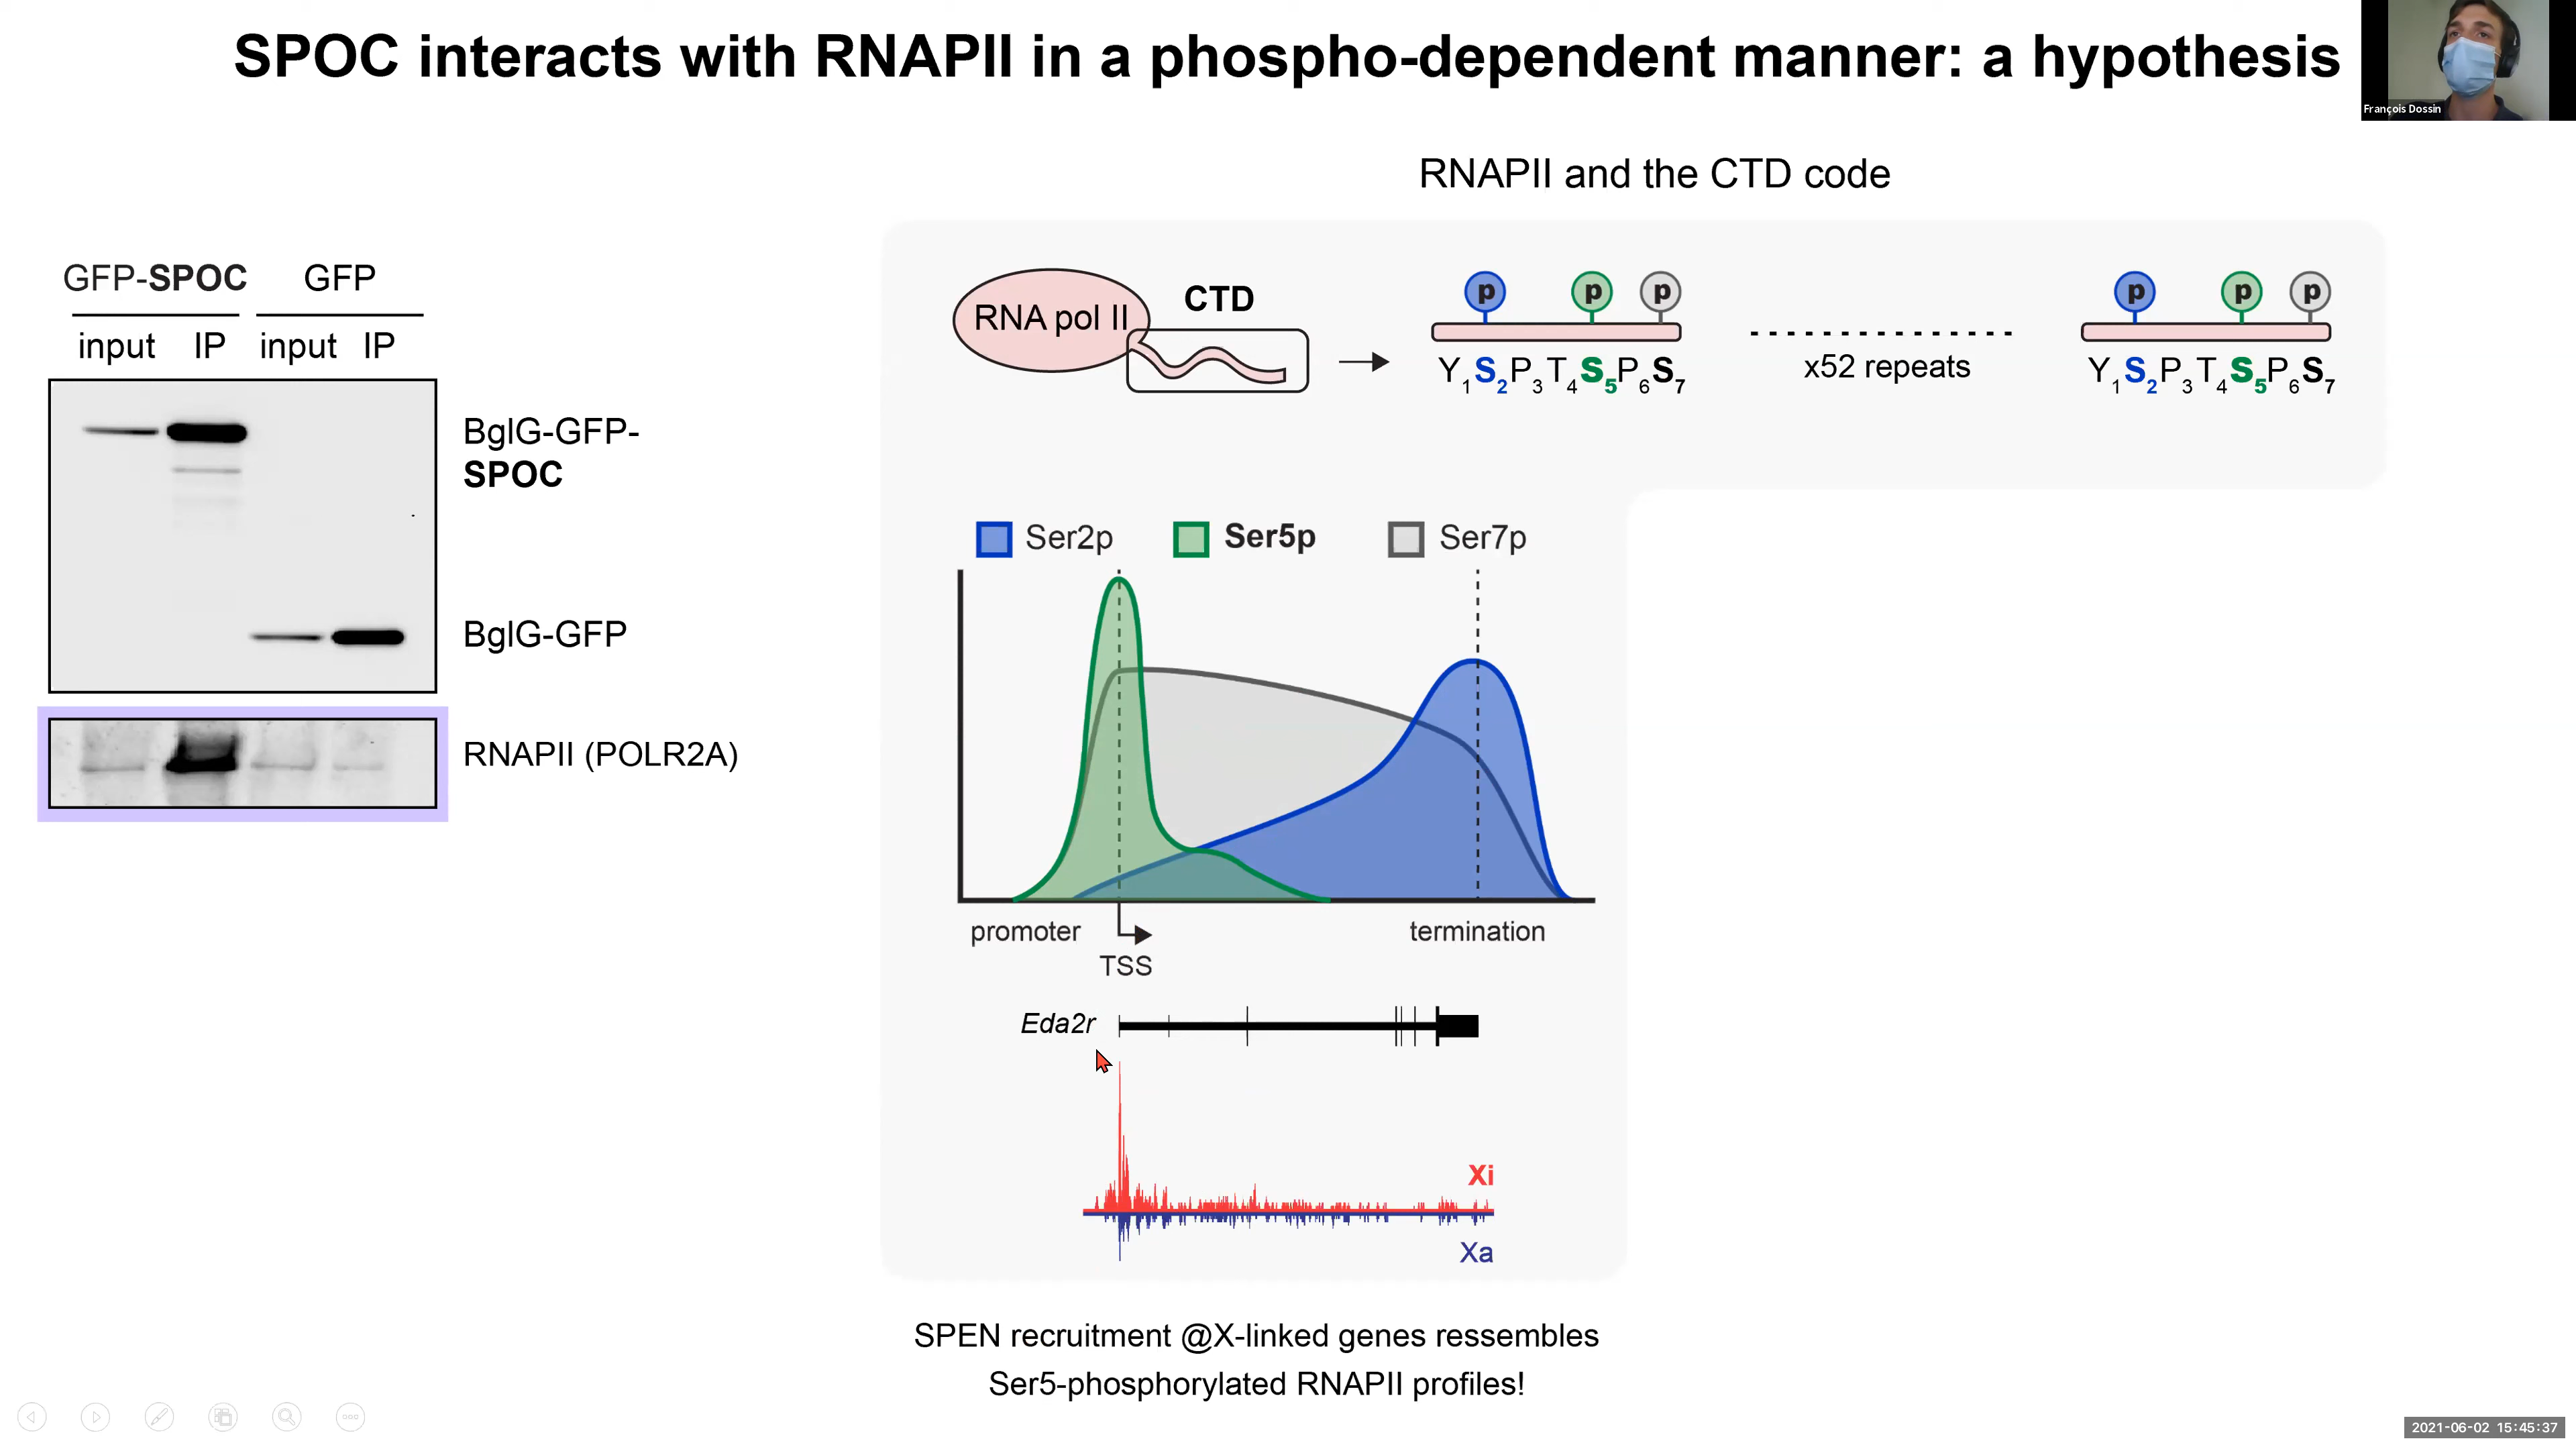 SPOC interacts with RNAPII in a phospho-dependent manner: a hypothesis
François Dossin
RNAPII and the CTD code
GFP-SPOC GFP
input IP input IP
BglG-GFP-
SPOC
BglG-GFP
RNAPII (POLR2A)
RNA pol II
CTD
p p p
Y1S2P3T4S5P6S7
x52 repeats
p p p
Y1S2P3T4S5P6S7
Ser2p Ser5p Ser7p
promoter
TSS
termination
Eda2r
Xi
Xa
SPEN recruitment @X-linked genes ressembles
Ser5-phosphorylated RNAPII profiles!
2021-06-02 15:45:37